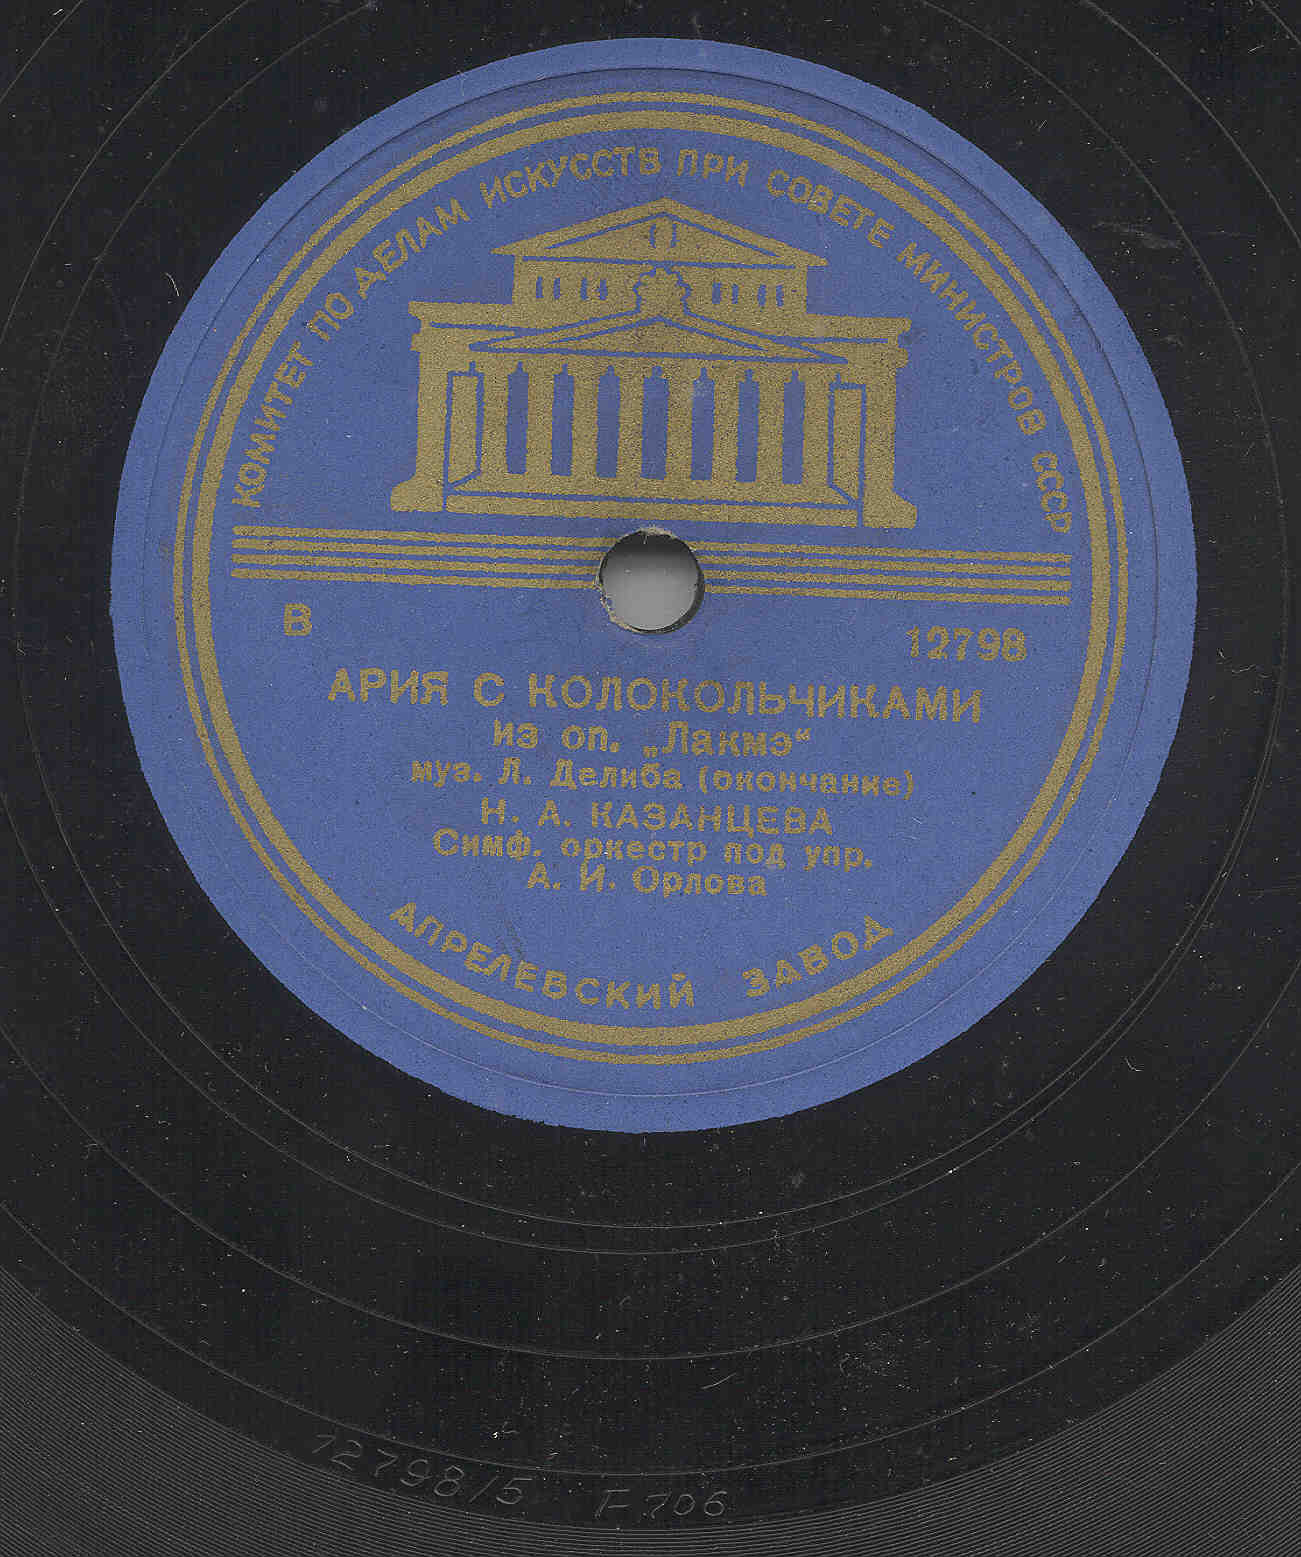 КОМИТЕТ ПО ДЕЛАМ ИСКУССТВ ПРИ СОВЕТЕ МИНИСТРОВ СССР
В 12798
АРИЯ С КОЛОКОЛЬЧИКАМИ
из оп. „Лакмэ“
муз. Л. Делиба (окончание)
Н. А. КАЗАНЦЕВА
Симф. оркестр под упр.
А. И. Орлова
АПРЕЛЕВСКИЙ ЗАВОД
12798/5 F 706